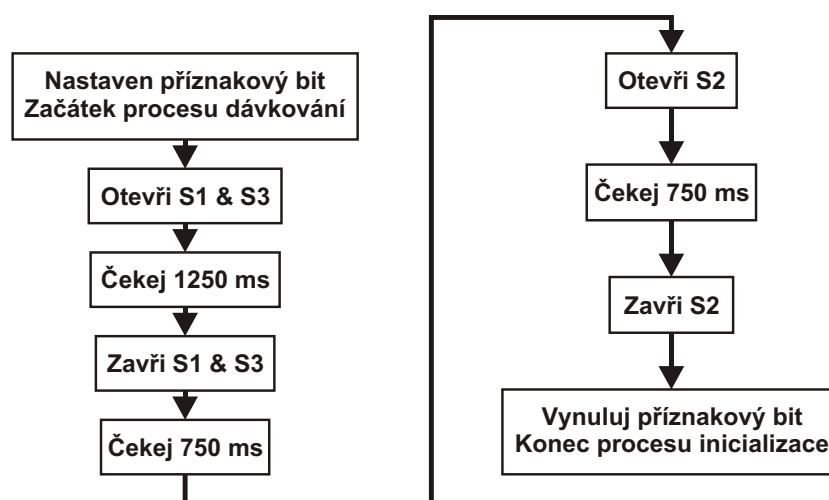 Nastaven příznakový bit
Začátek procesu dávkování
Otevři S1 & S3
Čekej 1250 ms
Zavři S1 & S3
Čekej 750 ms
Otevři S2
Čekej 750 ms
Zavři S2
Vynuluj příznakový bit
Konec procesu inicializace